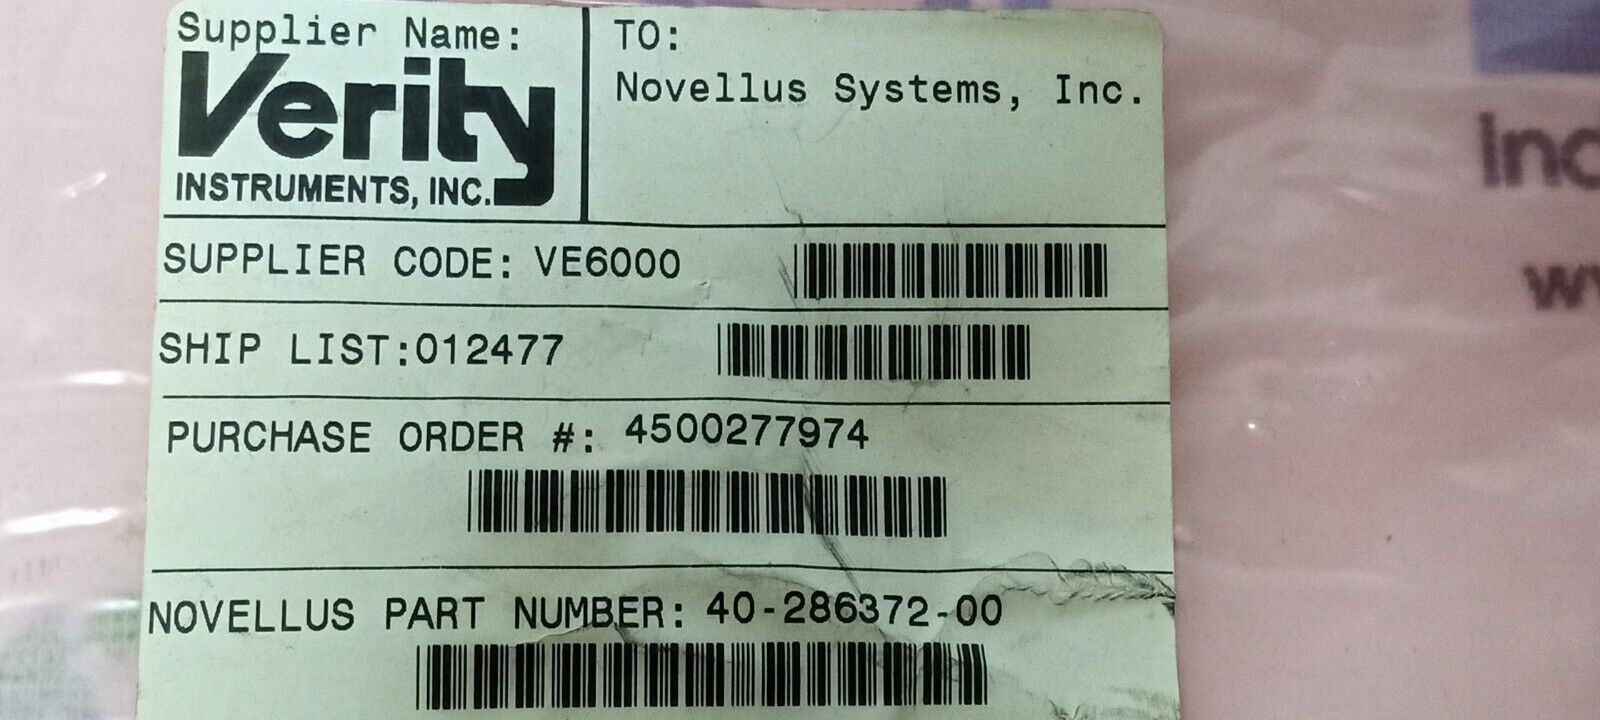 Supplier Name:
Verity
INSTRUMENTS, INC.
TO:
Novellus Systems, Inc.
SUPPLIER CODE: VE6000
SHIP LIST:012477
PURCHASE ORDER #: 4500277974
NOVELLUS PART NUMBER: 40-286372-00